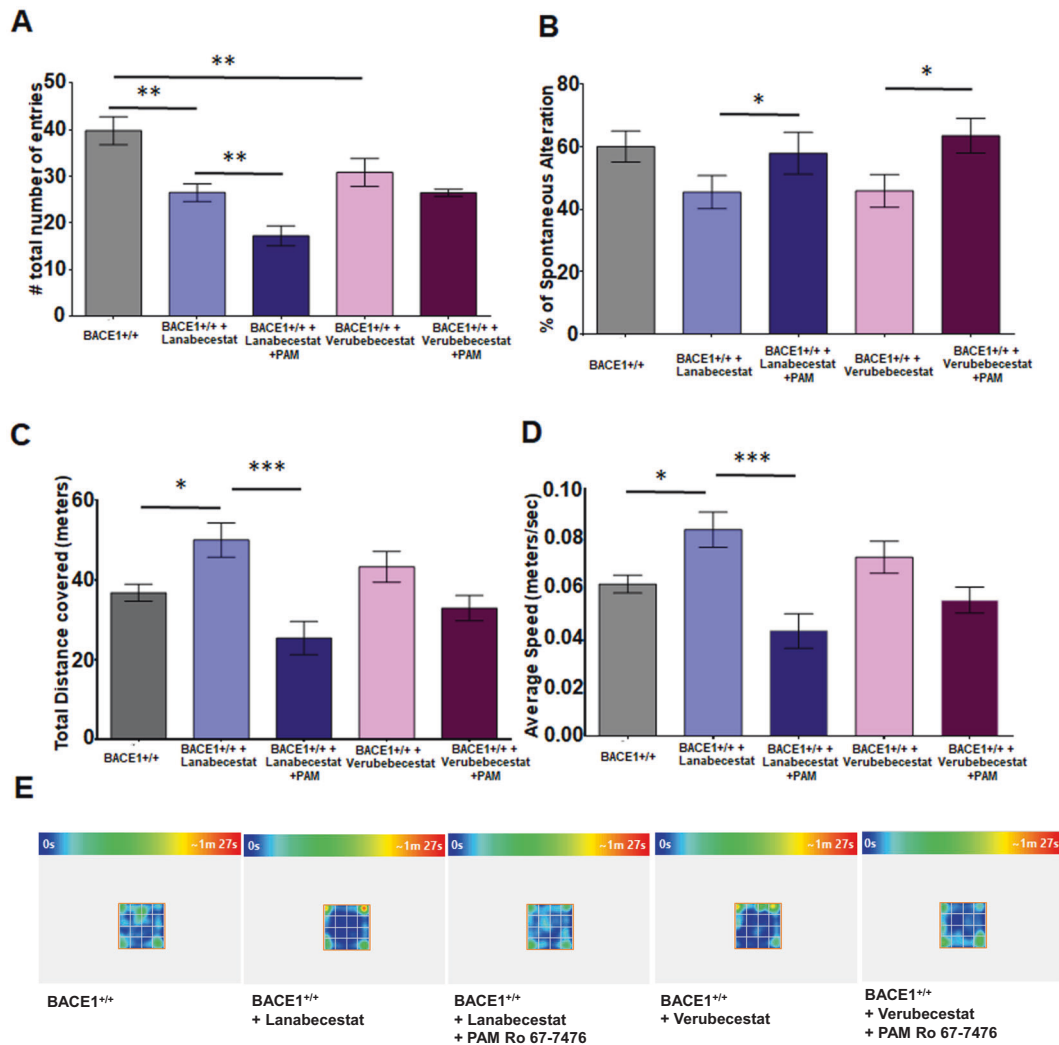 A
# total number of entries
50
40
30
20
10
0
**
**
**
BACE1+/+
BACE1+/+ +
Lanabecestat
BACE1+/+ +
Lanabecestat
+PAM
BACE1+/+ +
Verubebecestat
BACE1+/+ +
Verubebecestat
+PAM
B
% of Spontaneous Alteration
80
60
40
20
0
*
*
BACE1+/+
BACE1+/+ +
Lanabecestat
BACE1+/+ +
Lanabecestat
+PAM
BACE1+/+ +
Verubebecestat
BACE1+/+ +
Verubebecestat
+PAM
C
Total Distance covered (meters)
60
40
20
0
*
***
BACE1+/+
BACE1+/+ +
Lanabecestat
BACE1+/+ +
Lanabecestat
+PAM
BACE1+/+ +
Verubebecestat
BACE1+/+ +
Verubebecestat
+PAM
D
Average Speed (meters/sec)
0.10
0.08
0.06
0.04
0.02
0.00
*
***
BACE1+/+
BACE1+/+ +
Lanabecestat
BACE1+/+ +
Lanabecestat
+PAM
BACE1+/+ +
Verubebecestat
BACE1+/+ +
Verubebecestat
+PAM
E
0s ~1m 27s
0s ~1m 27s
0s ~1m 27s
0s ~1m 27s
0s ~1m 27s
BACE1+/+
BACE1+/+
+ Lanabecestat
BACE1+/+
+ Lanabecestat
+ PAM Ro 67-7476
BACE1+/+
+ Verubecestat
BACE1+/+
+ Verubecestat
+ PAM Ro 67-7476